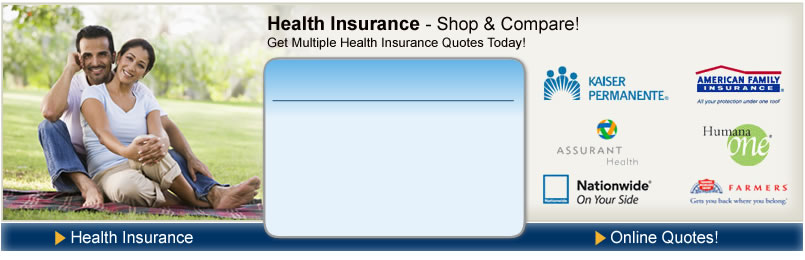 Health Insurance - Shop & Compare!
Get Multiple Health Insurance Quotes Today!
KAISER
PERMANENTE®
AMERICAN FAMILY
INSURANCE®
All your protection under one roof
ASSURANT
Health
Humana
one®
Nationwide®
On Your Side
FARMERS
Gets you back where you belong.®
Health Insurance
Online Quotes!